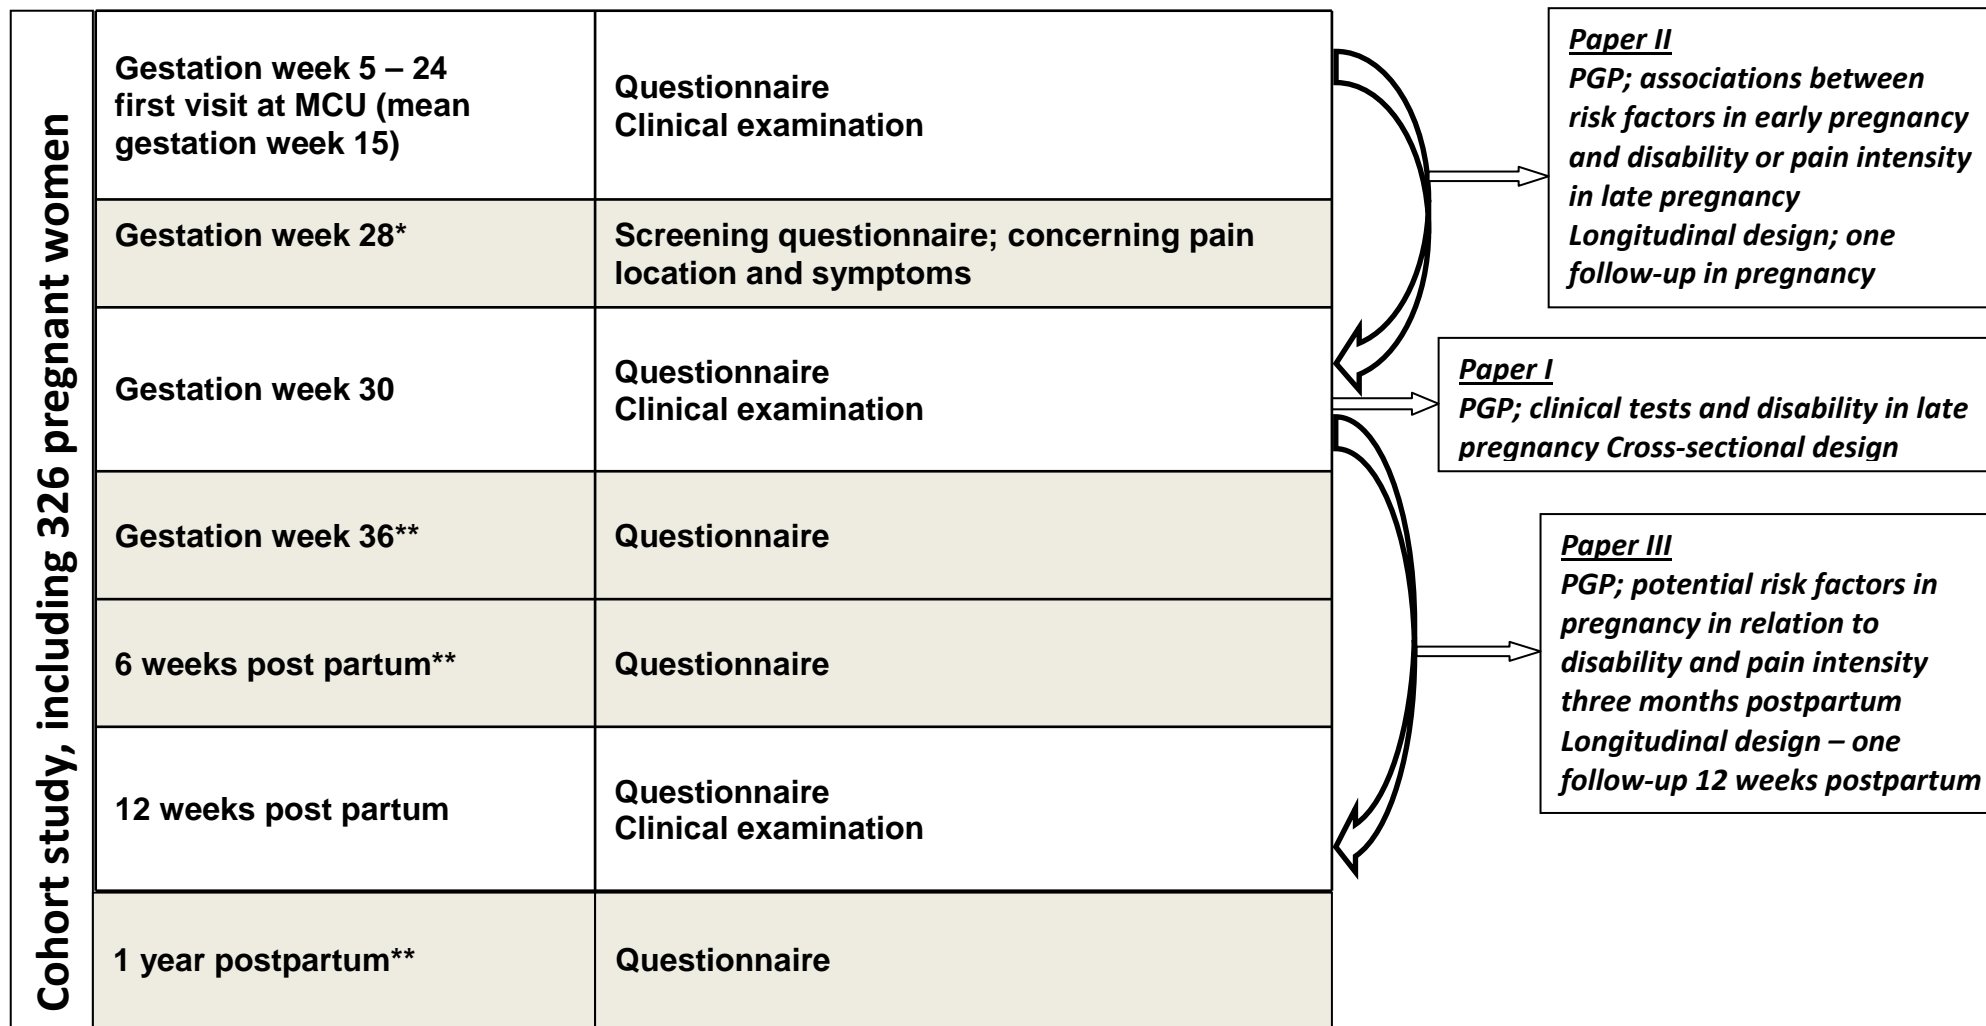 Cohort study, including 326 pregnant women
Gestation week 5 – 24
first visit at MCU (mean
gestation week 15)
Questionnaire
Clinical examination
Gestation week 28*
Screening questionnaire; concerning pain
location and symptoms
Gestation week 30
Questionnaire
Clinical examination
Gestation week 36**
Questionnaire
6 weeks post partum**
Questionnaire
12 weeks post partum
Questionnaire
Clinical examination
1 year postpartum**
Questionnaire
Paper II
PGP; associations between
risk factors in early pregnancy
and disability or pain intensity
in late pregnancy
Longitudinal design; one
follow-up in pregnancy
Paper I
PGP; clinical tests and disability in late
pregnancy Cross-sectional design
Paper III
PGP; potential risk factors in
pregnancy in relation to
disability and pain intensity
three months postpartum
Longitudinal design – one
follow-up 12 weeks postpartum